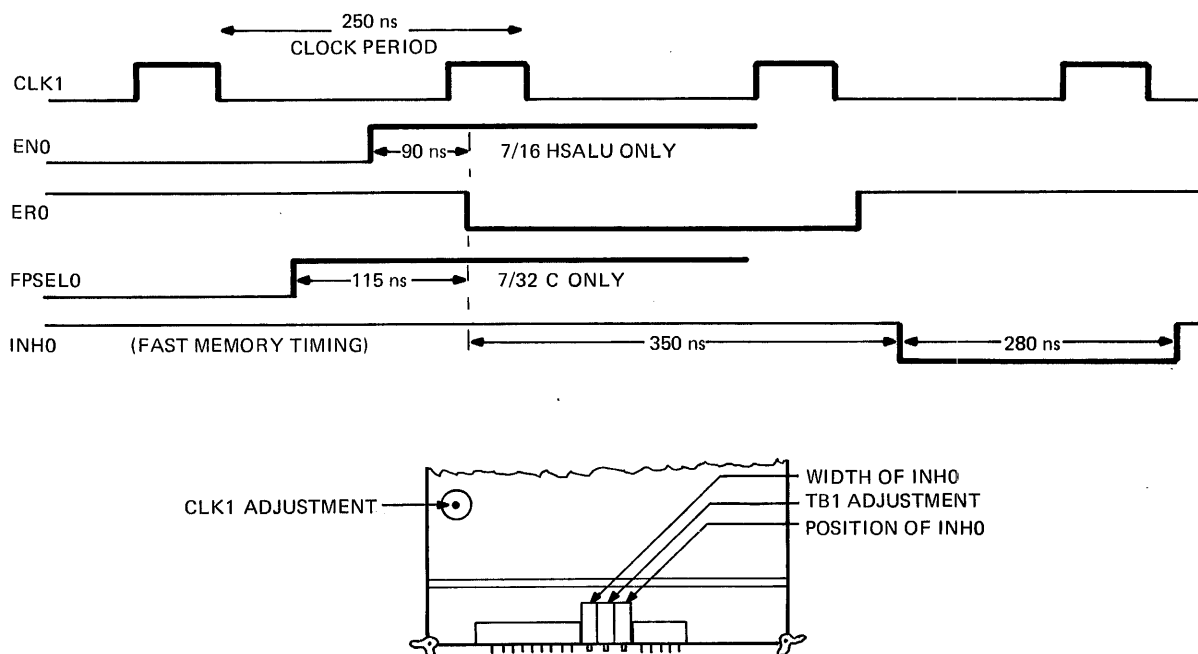 250 ns
CLOCK PERIOD
CLK1
EN0
90 ns
7/16 HSALU ONLY
ER0
FPSEL0
115 ns
7/32 C ONLY
INH0
(FAST MEMORY TIMING)
350 ns
280 ns
CLK1 ADJUSTMENT
WIDTH OF INH0
TB1 ADJUSTMENT
POSITION OF INH0